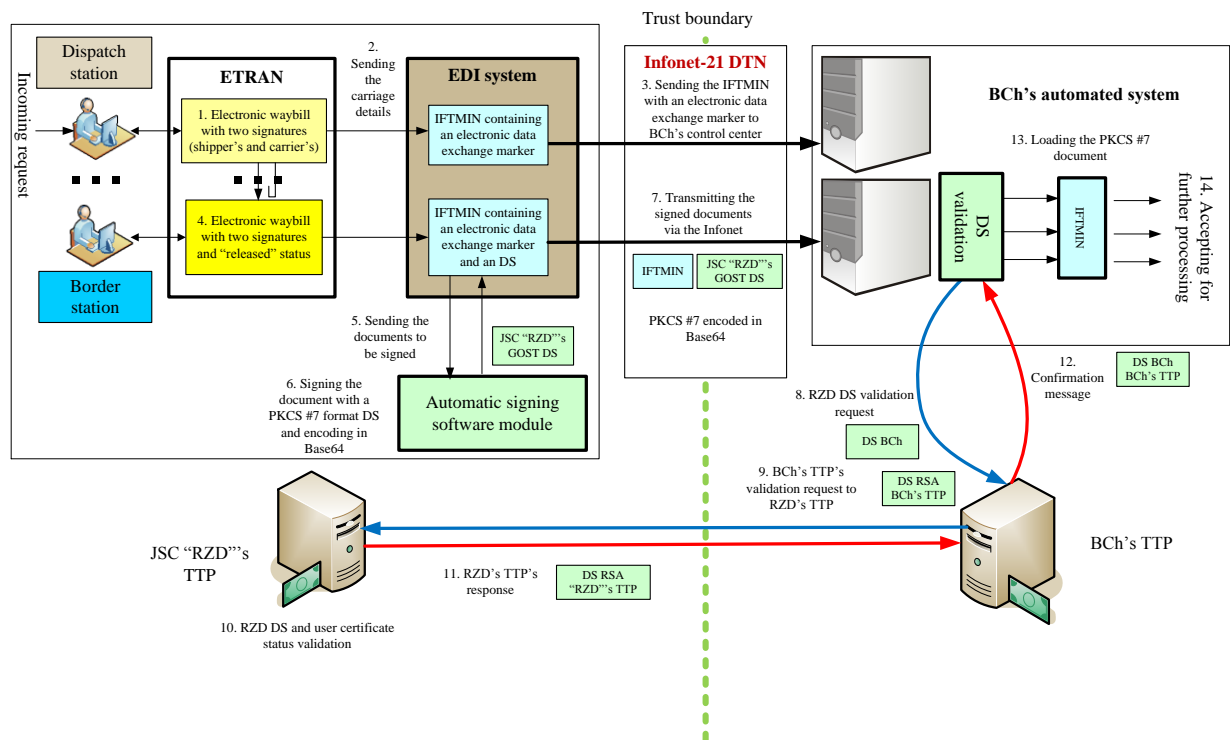 Trust boundary
Incoming request
Dispatch
station
Border
station
ETRAN
1. Electronic waybill
with two signatures
(shipper's and carrier's)
4. Electronic waybill
with two signatures
and “released” status
2.
Sending
the
carriage
details
EDI system
IFTMIN containing
an electronic data
exchange marker
IFTMIN containing
an electronic data
exchange marker
and an DS
5. Sending the
documents to
be signed
JSC “RZD”'s
GOST DS
6. Signing the
document with a
PKCS #7 format DS
and encoding in
Base64
Automatic signing
software module
Infonet-21 DTN
3. Sending the IFTMIN
with an electronic data
exchange marker to
BCh's control center
7. Transmitting the
signed documents
via the Infonet
IFTMIN
JSC “RZD”'s
GOST DS
PKCS #7 encoded in
Base64
BCh's automated system
13. Loading the PKCS #7
document
DS
validation
IFTMIN
14. Accepting for
further processing
8. RZD DS validation
request
DS BCh
12.
Confirmation
message
DS BCh
BCh's TTP
9. BCh's TTP's
validation request to
RZD's TTP
DS RSA
BCh's TTP
JSC “RZD”'s
TTP
BCh's TTP
11. RZD's TTP's
response
DS RSA
“RZD”'s TTP
10. RZD DS and user certificate
status validation